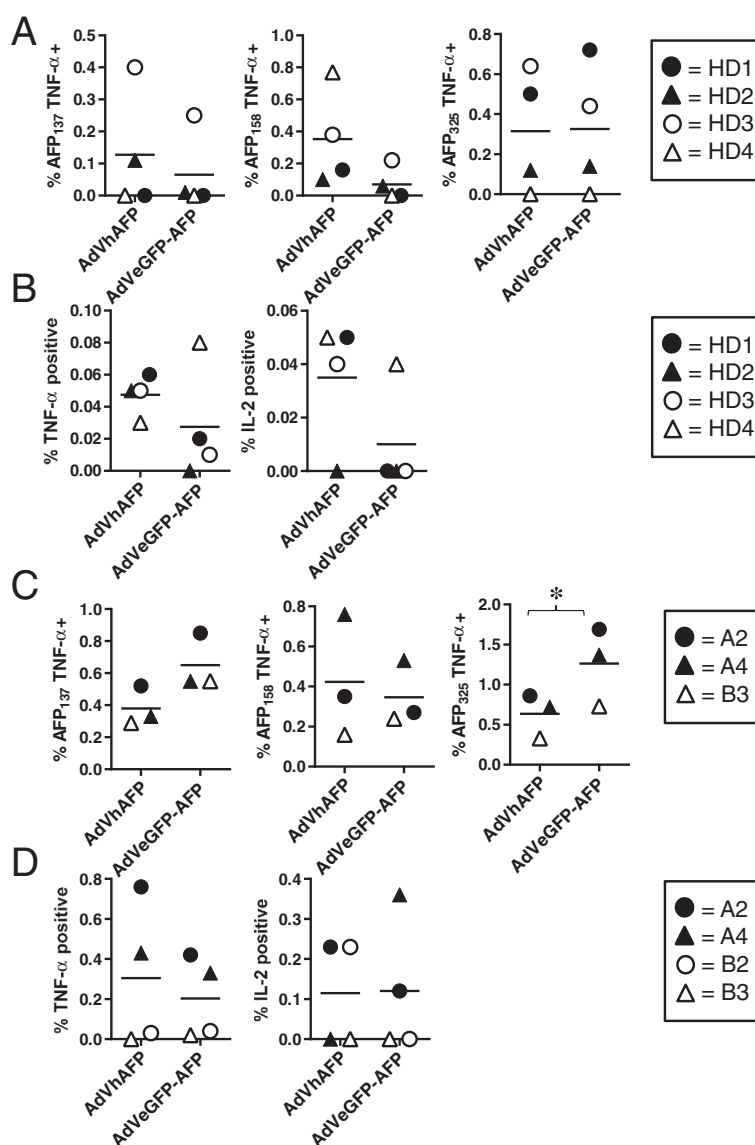 A
% AFP137 TNF-α+
0.5
0.4
0.3
0.2
0.1
0.0
AdVhAFP
AdVeGFP-AFP
% AFP158 TNF-α+
1.0
0.8
0.6
0.4
0.2
0.0
AdVhAFP
AdVeGFP-AFP
% AFP325 TNF-α+
0.8
0.6
0.4
0.2
0.0
AdVhAFP
AdVeGFP-AFP
= HD1
= HD2
= HD3
= HD4
B
% TNF-α positive
0.10
0.08
0.06
0.04
0.02
0.00
AdVhAFP
AdVeGFP-AFP
% IL-2 positive
0.06
0.04
0.02
0.00
AdVhAFP
AdVeGFP-AFP
= HD1
= HD2
= HD3
= HD4
C
% AFP137 TNF-α+
1.0
0.8
0.6
0.4
0.2
0.0
AdVhAFP
AdVeGFP-AFP
% AFP158 TNF-α+
0.8
0.6
0.4
0.2
0.0
AdVhAFP
AdVeGFP-AFP
% AFP325 TNF-α+
2.0
1.5
1.0
0.5
0.0
*
AdVhAFP
AdVeGFP-AFP
= A2
= A4
= B3
D
% TNF-α positive
0.8
0.6
0.4
0.2
0.0
AdVhAFP
AdVeGFP-AFP
% IL-2 positive
0.4
0.3
0.2
0.1
0.0
AdVhAFP
AdVeGFP-AFP
= A2
= A4
= B2
= B3